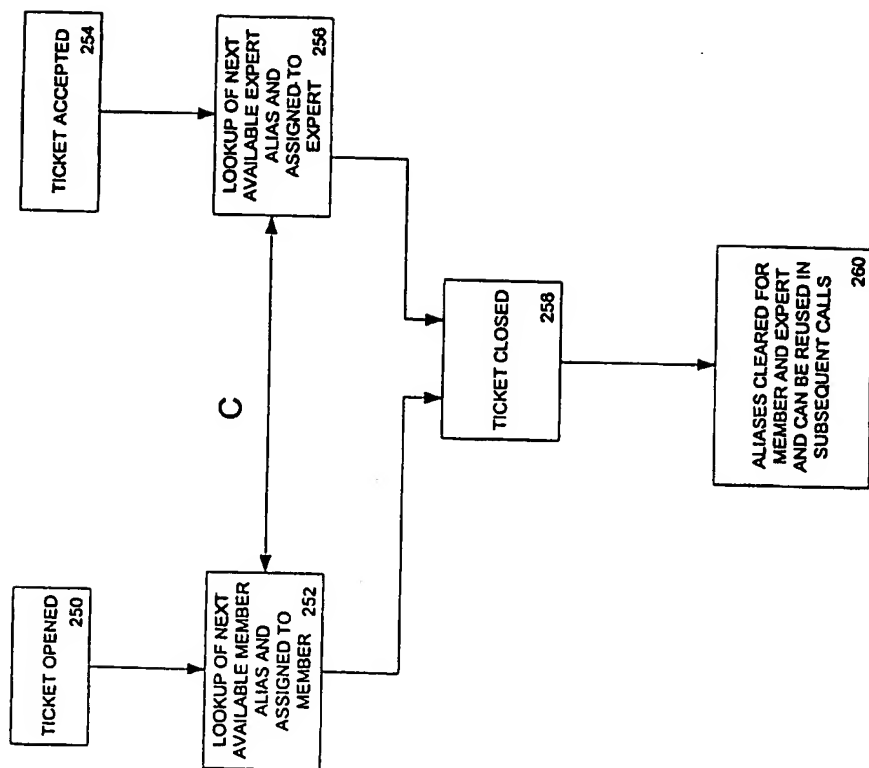 TICKET OPENED
250
LOOKUP OF NEXT
AVAILABLE MEMBER
ALIAS AND
ASSIGNED TO
MEMBER 252
C
TICKET ACCEPTED
254
LOOKUP OF NEXT
AVAILABLE EXPERT
ALIAS AND
ASSIGNED TO
EXPERT 256
TICKET CLOSED
258
ALIASES CLEARED FOR
MEMBER AND EXPERT
AND CAN BE REUSED IN
SUBSEQUENT CALLS
260